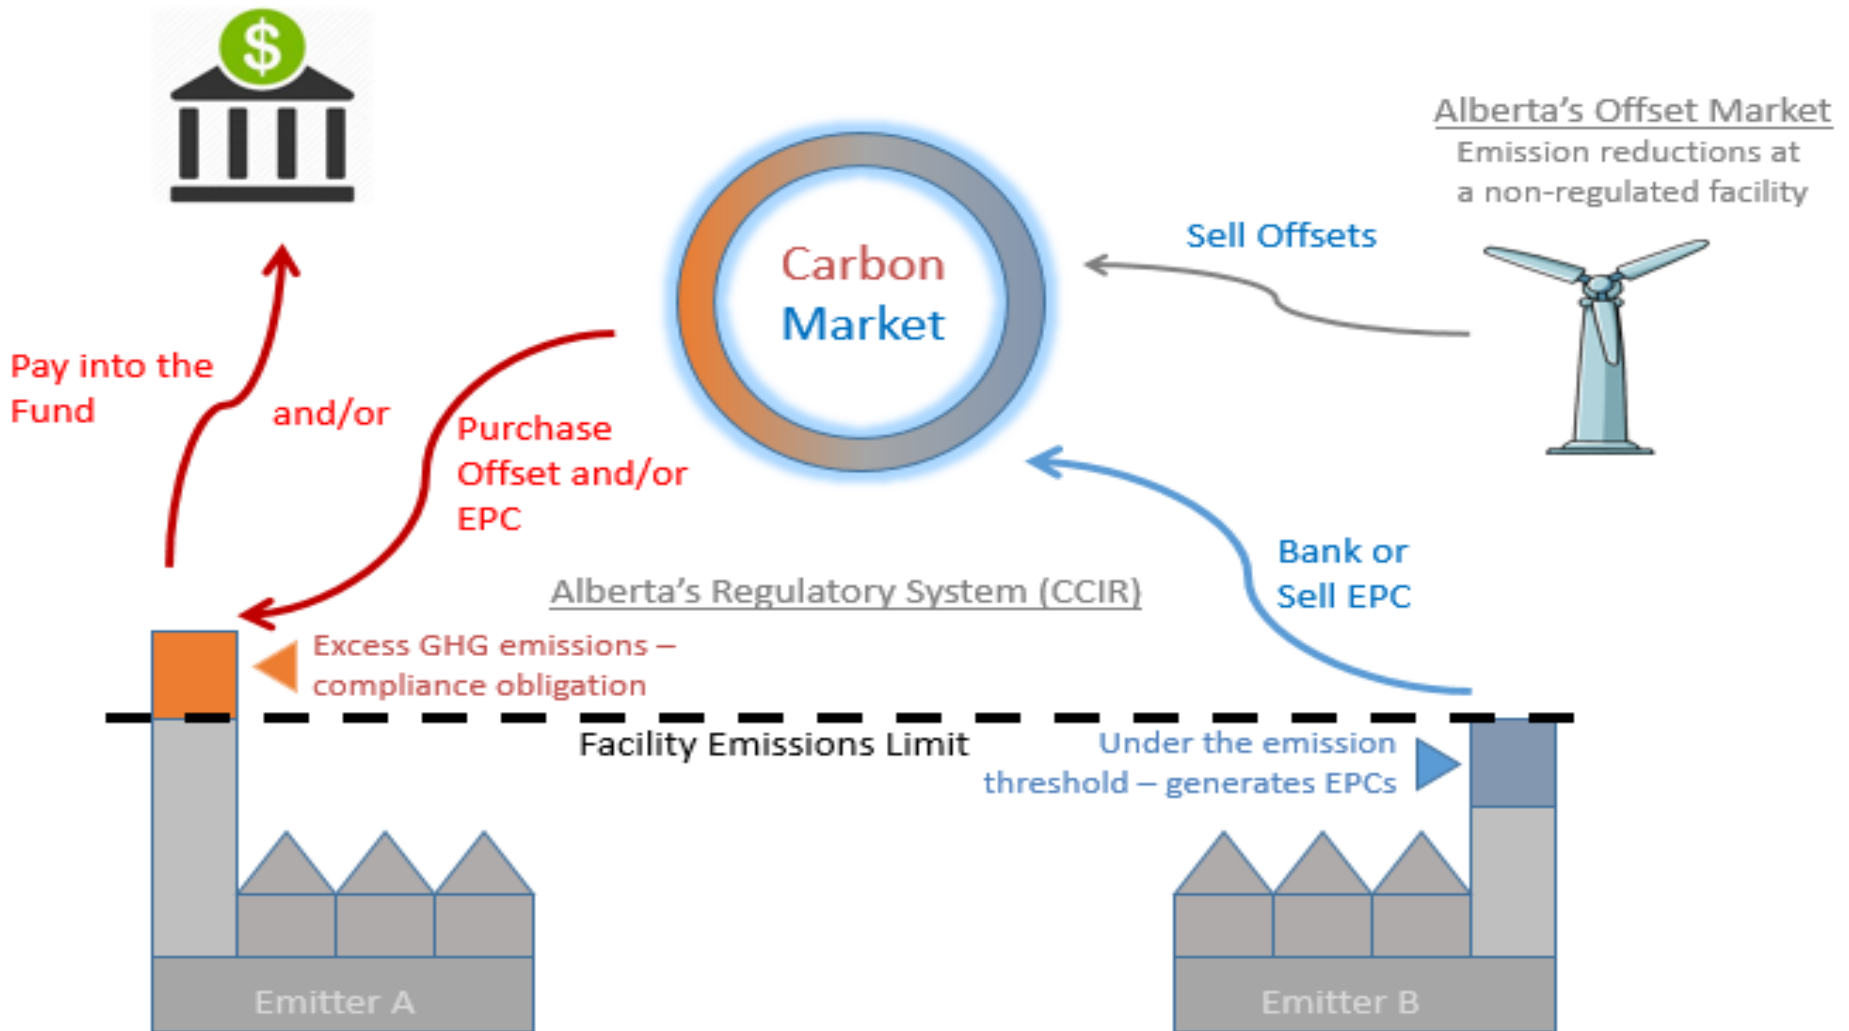 $
Alberta's Offset Market
Emission reductions at
a non-regulated facility
Sell Offsets
Carbon
Market
Pay into the
Fund
and/or
Purchase
Offset and/or
EPC
Bank or
Sell EPC
Alberta's Regulatory System (CCIR)
Excess GHG emissions –
compliance obligation
Facility Emissions Limit
Under the emission
threshold – generates EPCs
Emitter A
Emitter B